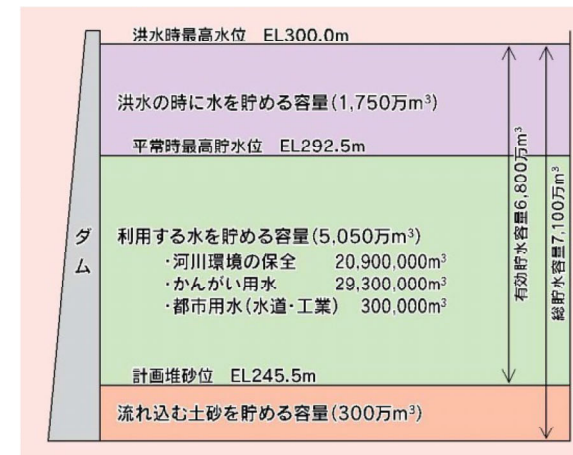 洪水時最高水位 EL300.0m
洪水の時に水を貯める容量(1,750万m³)
平常時最高貯水位 EL292.5m
ダム
利用する水を貯める容量(5,050万m³)
・河川環境の保全 20,900,000m³
・かんがい用水 29,300,000m³
・都市用水(水道・工業) 300,000m³
計画堆砂位 EL245.5m
流れ込む土砂を貯める容量(300万m³)
有効貯水容量6,800万m³
総貯水容量7,100万m³